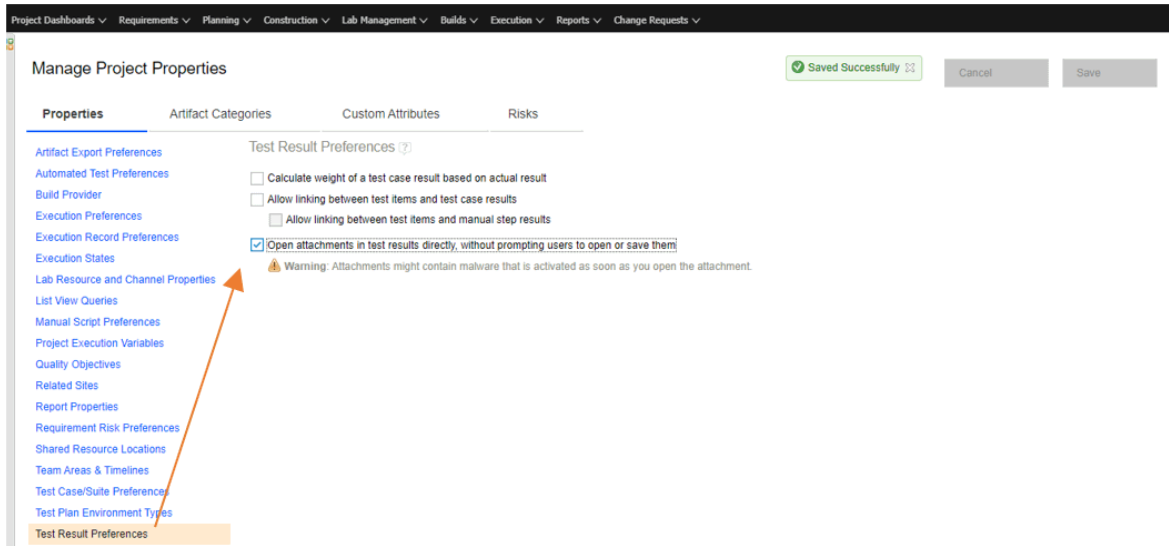 Project Dashboards Requirements Planning Construction Lab Management Builds Execution Reports Change Requests
Manage Project Properties
Saved Successfully
Cancel
Save
Properties Artifact Categories Custom Attributes Risks
Artifact Export Preferences
Automated Test Preferences
Build Provider
Execution Preferences
Execution Record Preferences
Execution States
Lab Resource and Channel Properties
List View Queries
Manual Script Preferences
Project Execution Variables
Quality Objectives
Related Sites
Report Properties
Requirement Risk Preferences
Shared Resource Locations
Team Areas & Timelines
Test Case/Suite Preferences
Test Plan Environment Types
Test Result Preferences
Test Result Preferences ?
Calculate weight of a test case result based on actual result
Allow linking between test items and test case results
Allow linking between test items and manual step results
Open attachments in test results directly, without prompting users to open or save them
Warning: Attachments might contain malware that is activated as soon as you open the attachment.